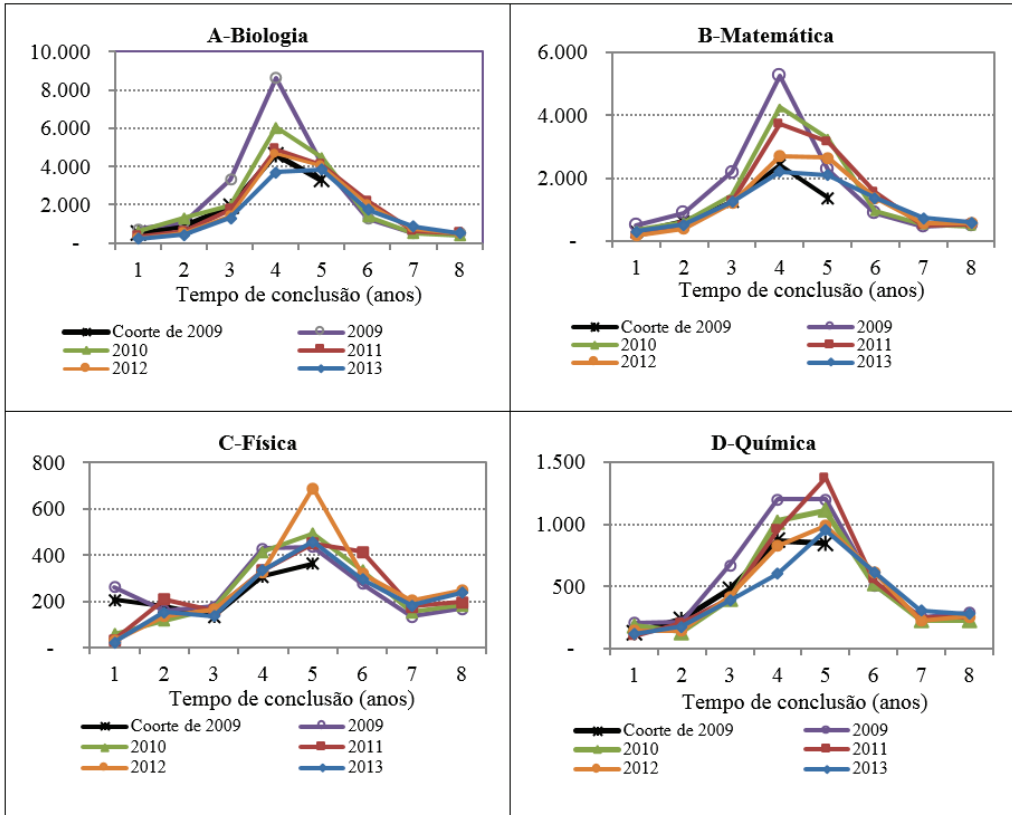 A-Biologia
10.000
8.000
6.000
4.000
2.000
-
1 2 3 4 5 6 7 8
Tempo de conclusão (anos)
Coorte de 2009 2009
2010 2011
2012 2013
B-Matemática
6.000
4.000
2.000
-
1 2 3 4 5 6 7 8
Tempo de conclusão (anos)
Coorte de 2009 2009
2010 2011
2012 2013
C-Física
800
600
400
200
-
1 2 3 4 5 6 7 8
Tempo de conclusão (anos)
Coorte de 2009 2009
2010 2011
2012 2013
D-Química
1.500
1.000
500
-
1 2 3 4 5 6 7 8
Tempo de conclusão (anos)
Coorte de 2009 2009
2010 2011
2012 2013